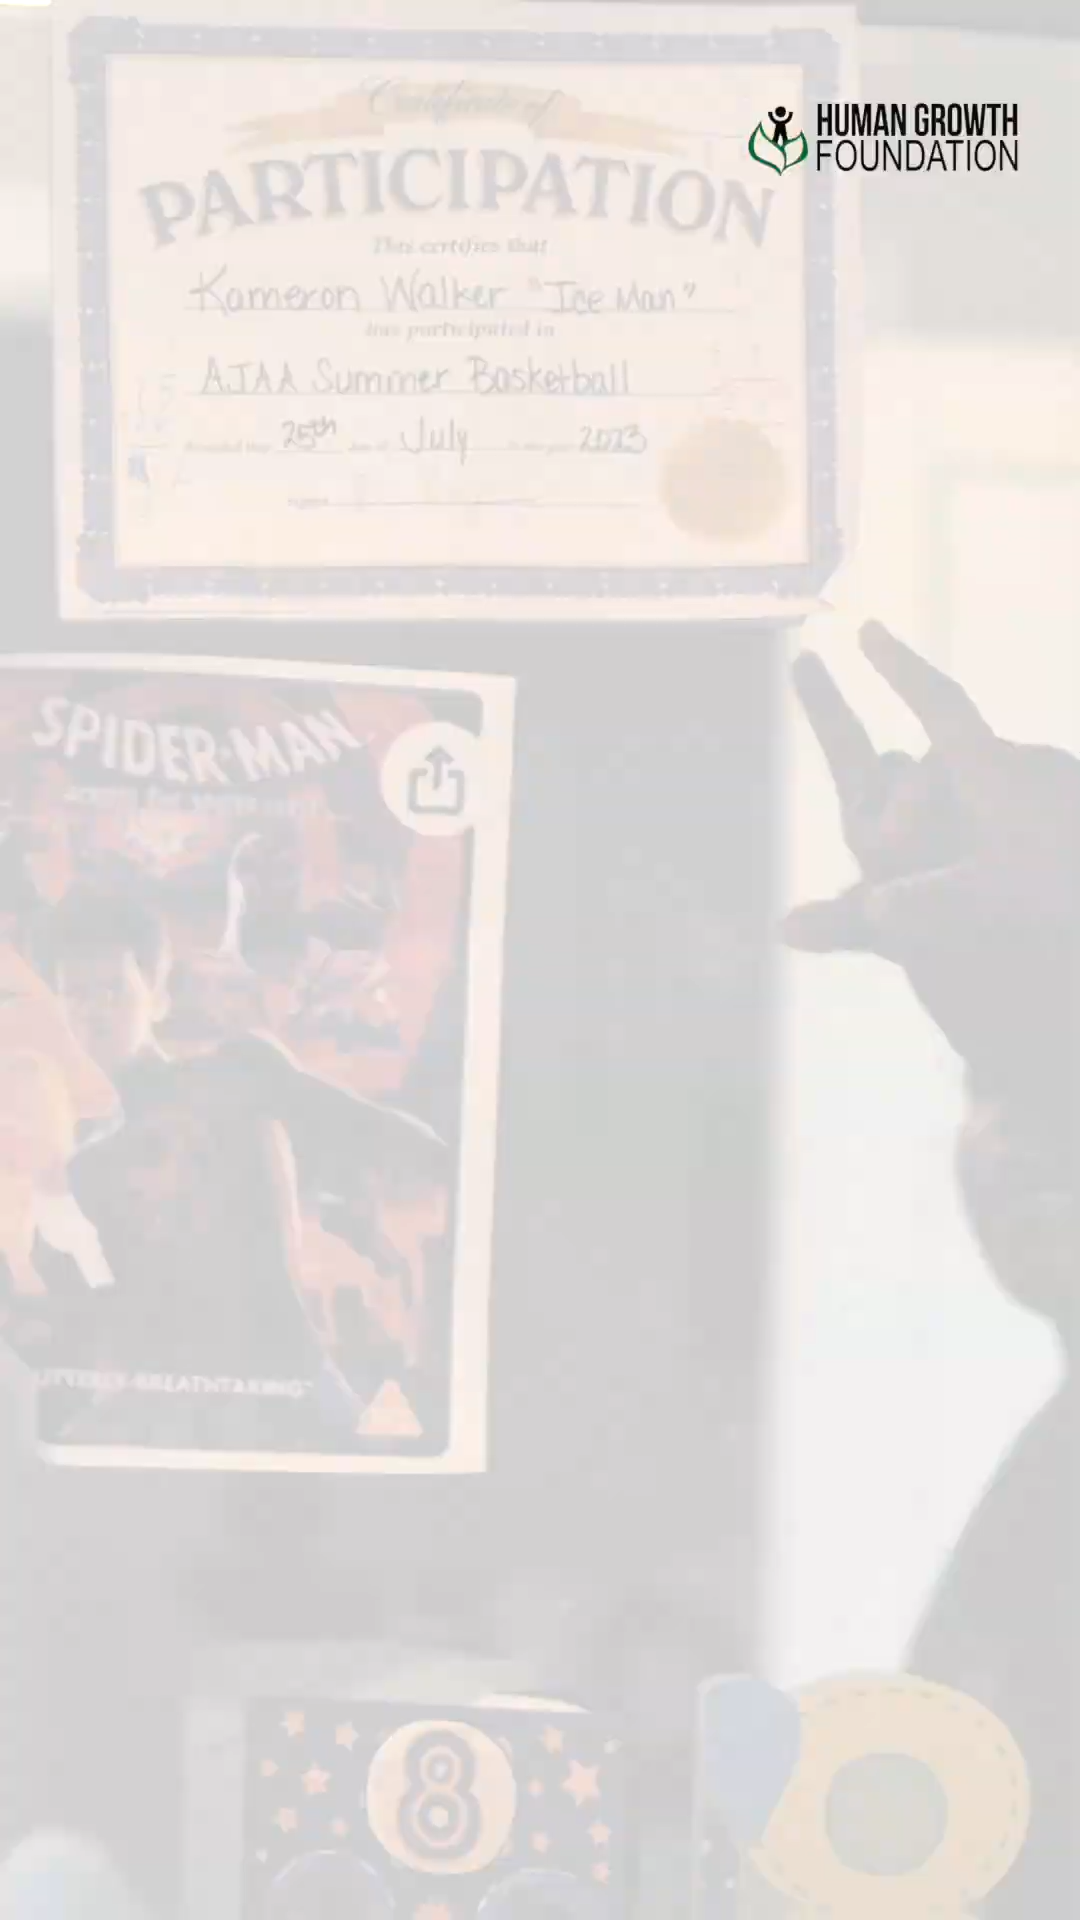 Certificate of
HUMAN GROWTH
FOUNDATION
PARTICIPATION
This certifies that
Kameron Walker "Ice Man"
has participated in
AJAA Summer Basketball
25th July 2023
SPIDER-MAN
BREATHTAKING"
8